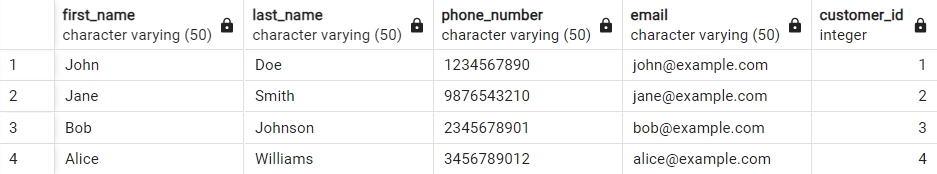 first_name last_name phone_number email customer_id
character varying (50) character varying (50) character varying (50) character varying (50) integer
1 John Doe 1234567890 john@example.com 1
2 Jane Smith 9876543210 jane@example.com 2
3 Bob Johnson 2345678901 bob@example.com 3
4 Alice Williams 3456789012 alice@example.com 4